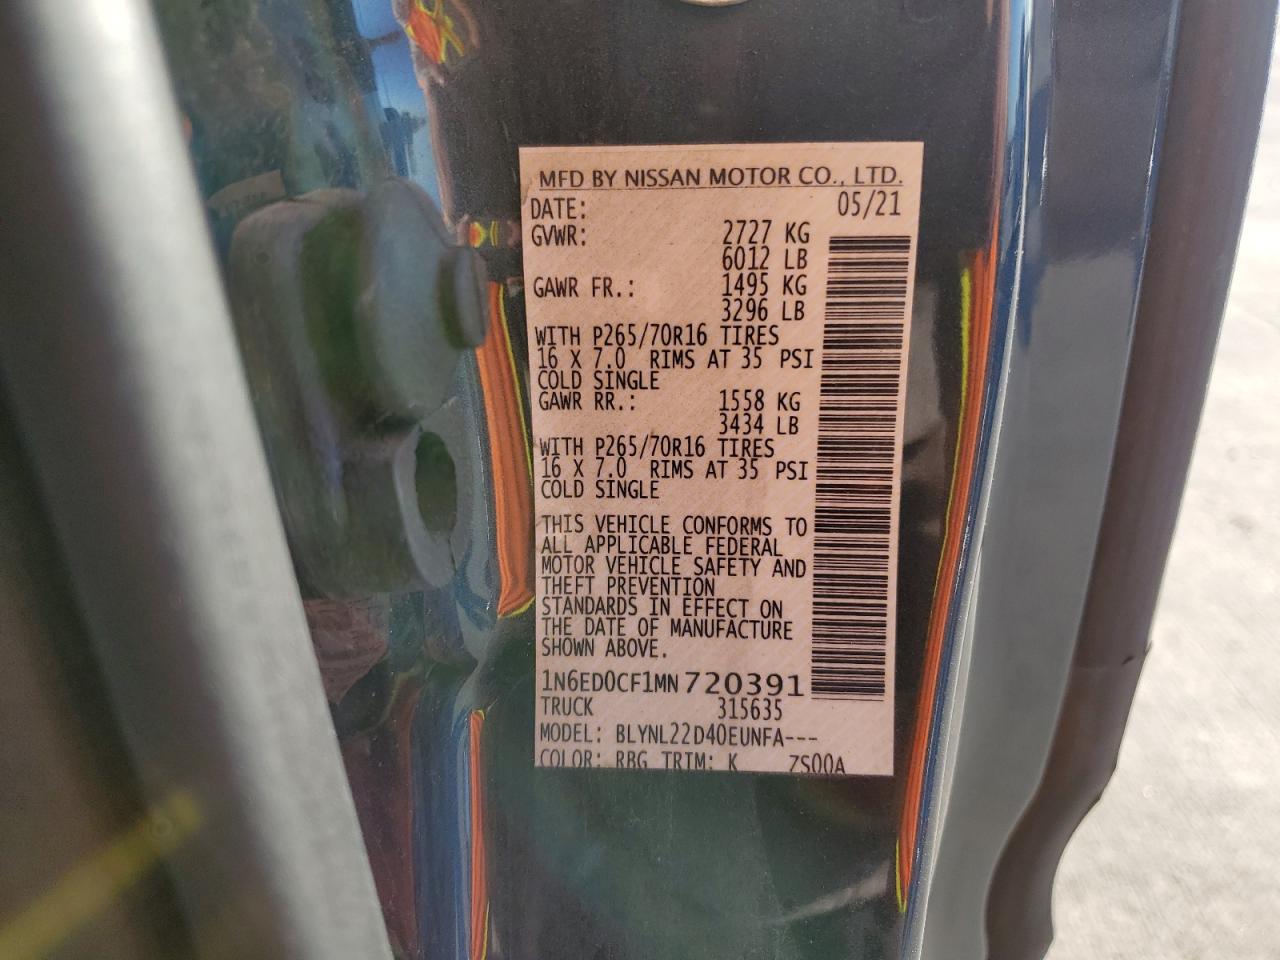 MFD BY NISSAN MOTOR CO., LTD.
DATE: 05/21
GVWR: 2727 KG
6012 LB
GAWR FR.: 1495 KG
3296 LB
WITH P265/70R16 TIRES
16 X 7.0 RIMS AT 35 PSI
COLD SINGLE
GAWR RR.: 1558 KG
3434 LB
WITH P265/70R16 TIRES
16 X 7.0 RIMS AT 35 PSI
COLD SINGLE
THIS VEHICLE CONFORMS TO
ALL APPLICABLE FEDERAL
MOTOR VEHICLE SAFETY AND
THEFT PREVENTION
STANDARDS IN EFFECT ON
THE DATE OF MANUFACTURE
SHOWN ABOVE.
1N6ED0CF1MN720391
TRUCK 315635
MODEL: BLYNL22D40EUNFA---
COLOR: RBG TRIM: K ZS00A